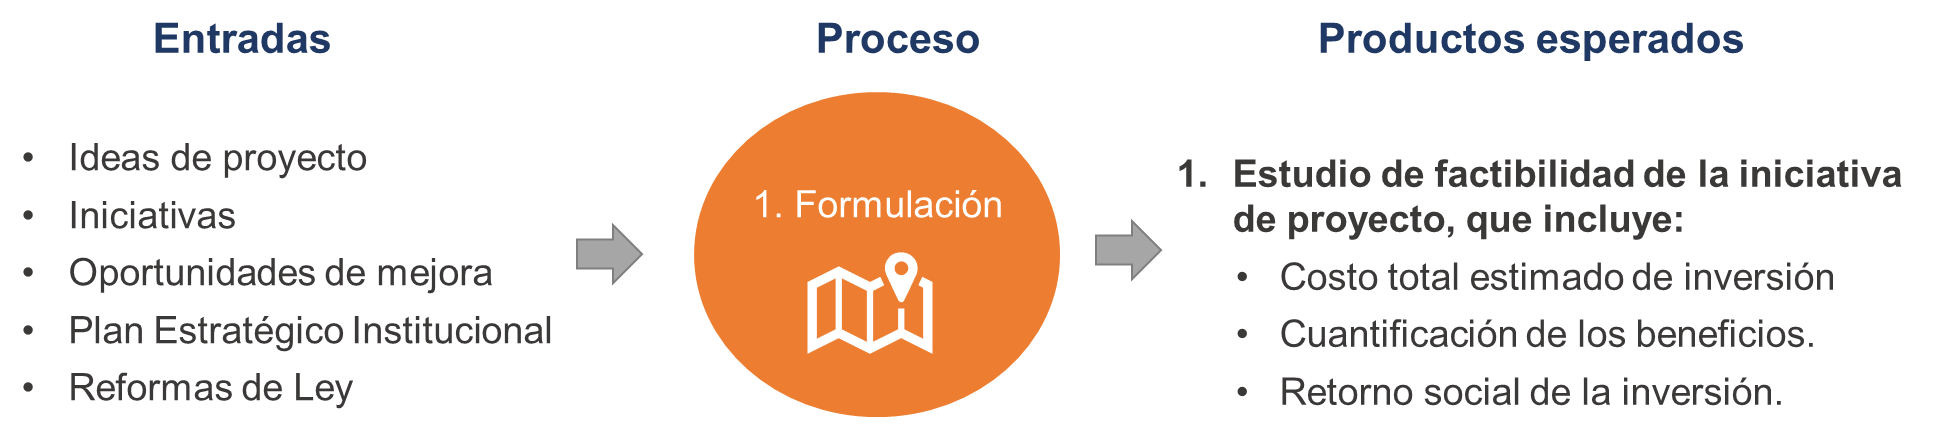 Entradas
• Ideas de proyecto
• Iniciativas
• Oportunidades de mejora
• Plan Estratégico Institucional
• Reformas de Ley
Proceso
1. Formulación
Productos esperados
1. Estudio de factibilidad de la iniciativa
de proyecto, que incluye:
• Costo total estimado de inversión
• Cuantificación de los beneficios.
• Retorno social de la inversión.